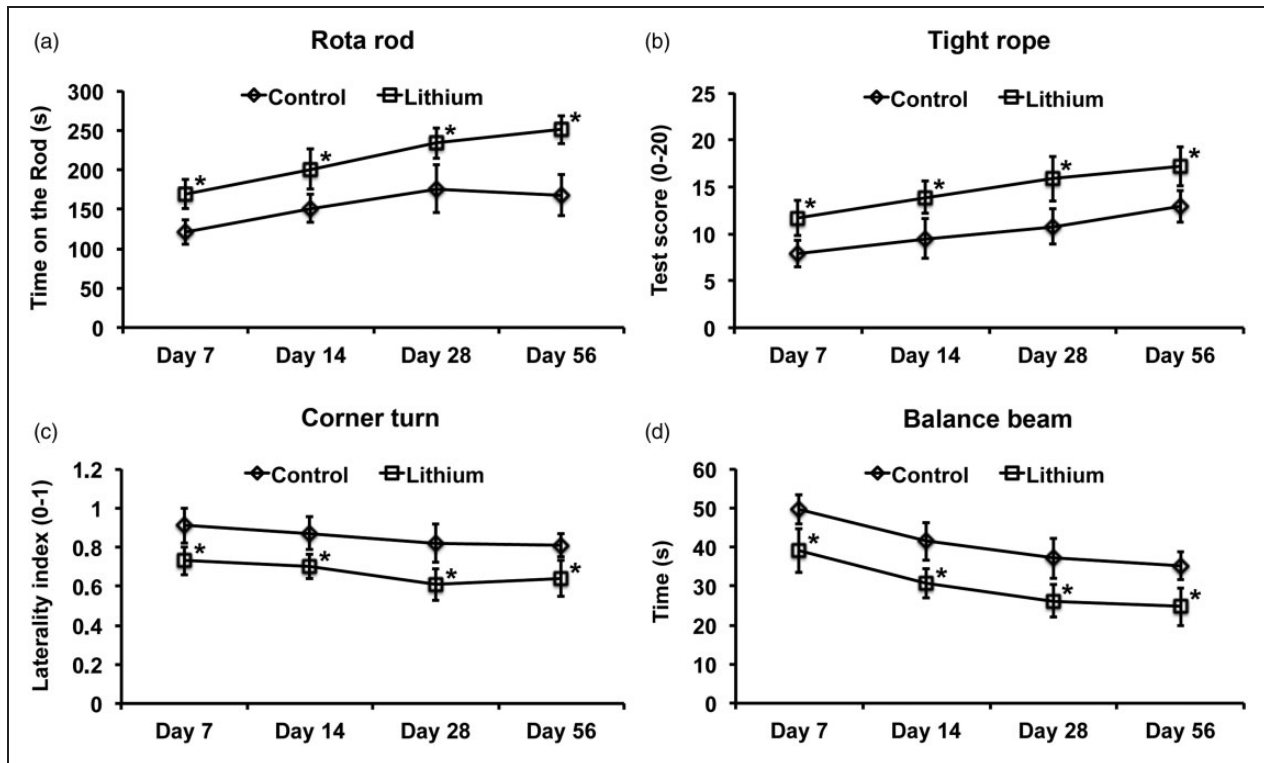 (a)
Rota rod
Control
Lithium
Time on the Rod (s)
300
250
200
150
100
50
0
*
*
*
*
Day 7
Day 14
Day 28
Day 56
(b)
Tight rope
Control
Lithium
Test score (0-20)
25
20
15
10
5
0
*
*
*
*
Day 7
Day 14
Day 28
Day 56
(c)
Corner turn
Control
Lithium
Laterality index (0-1)
1.2
1
0.8
0.6
0.4
0.2
0
*
*
*
*
Day 7
Day 14
Day 28
Day 56
(d)
Balance beam
Control
Lithium
Time (s)
60
50
40
30
20
10
0
*
*
*
*
Day 7
Day 14
Day 28
Day 56